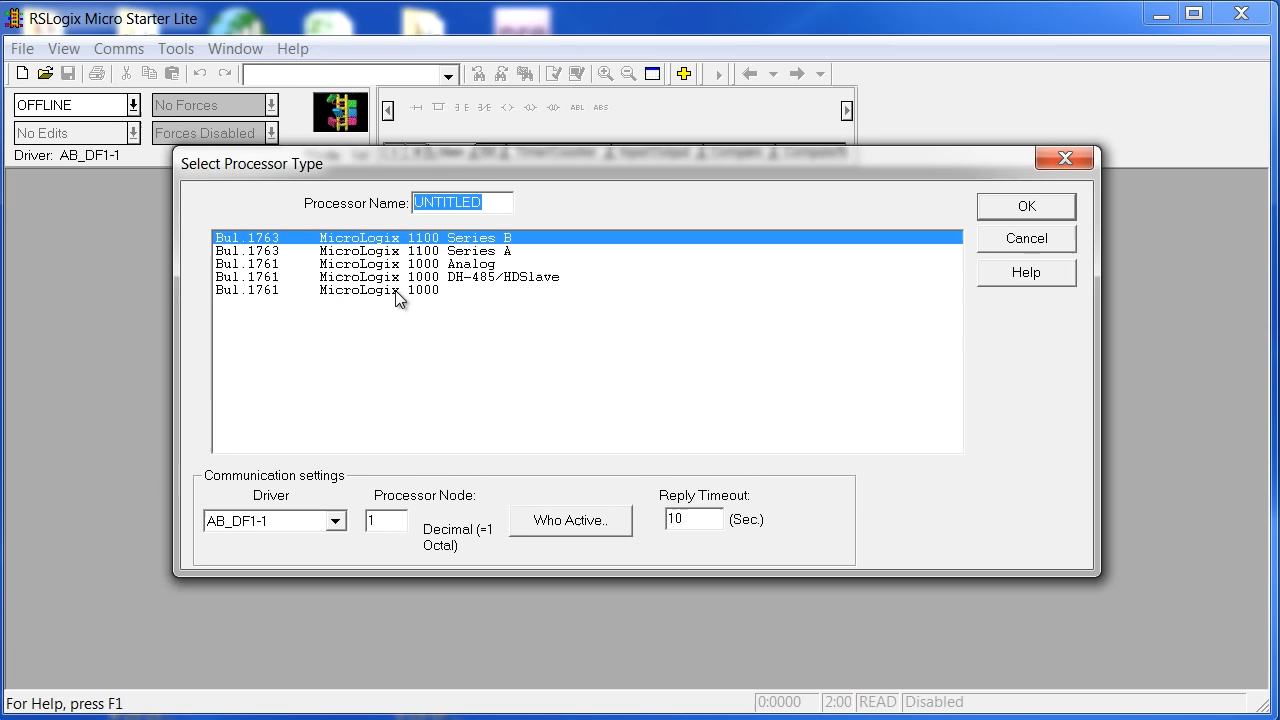 RSLogix Micro Starter Lite
File View Comms Tools Window Help
OFFLINE No Forces
No Edits Forces Disabled
ABL ABS
Driver: AB_DF1-1
Select Processor Type
Processor Name: UNTITLED
OK
Cancel
Help
Bul.1763 MicroLogix 1100 Series B
Bul.1763 MicroLogix 1100 Series A
Bul.1761 MicroLogix 1000 Analog
Bul.1761 MicroLogix 1000 DH-485/HDSlave
Bul.1761 MicroLogix 1000
Communication settings
Driver Processor Node: Reply Timeout:
AB_DF1-1 1 Who Active.. 10 (Sec.)
Decimal (=1
Octal)
For Help, press F1
0:0000 2:00 READ Disabled